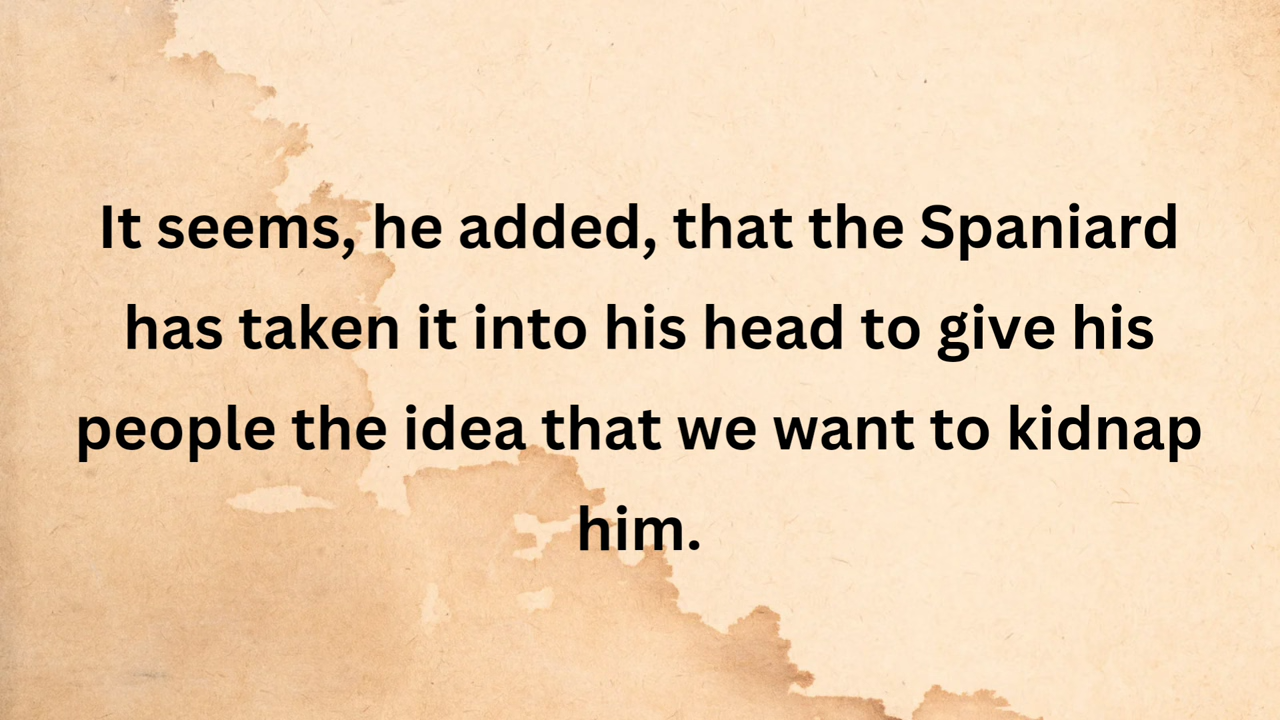 It seems, he added, that the Spaniard
has taken it into his head to give his
people the idea that we want to kidnap
him.